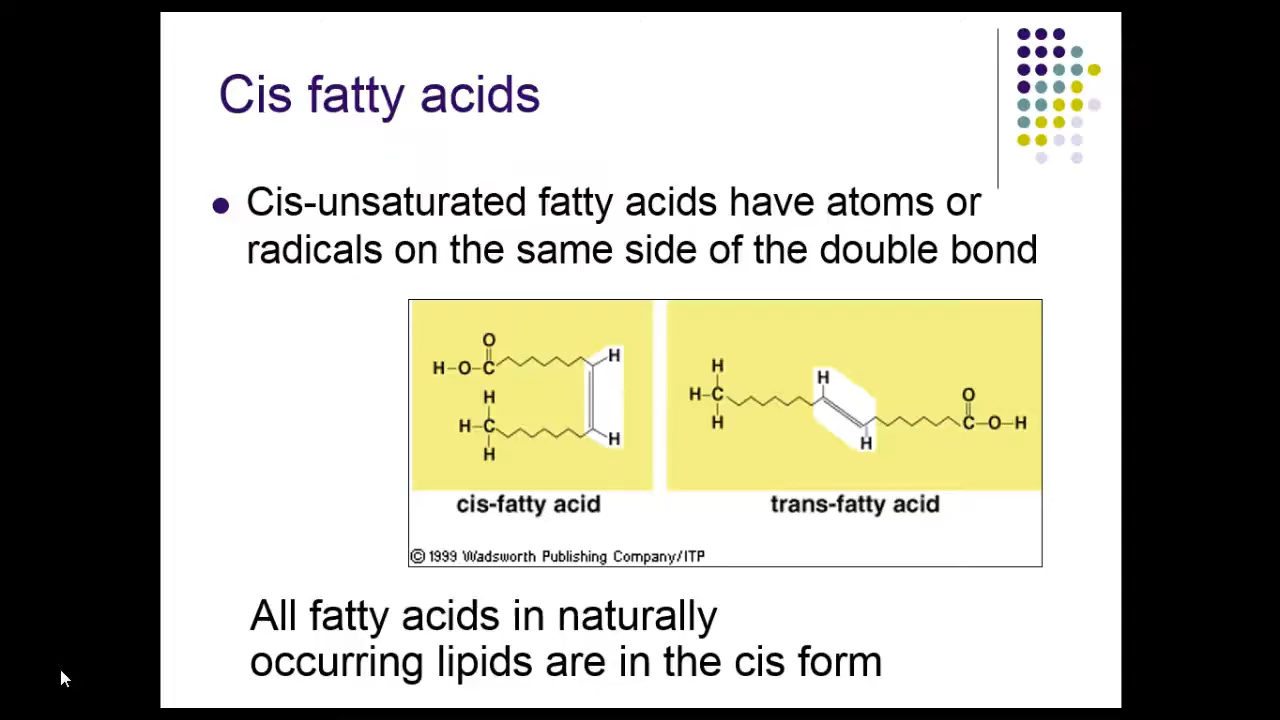 Cis fatty acids
Cis-unsaturated fatty acids have atoms or
radicals on the same side of the double bond
O
H-O-C
H
H
H-C
H
H
cis-fatty acid
H
H-C
H
H
H
O
C-O-H
trans-fatty acid
© 1999 Wadsworth Publishing Company/ITP
All fatty acids in naturally
occurring lipids are in the cis form